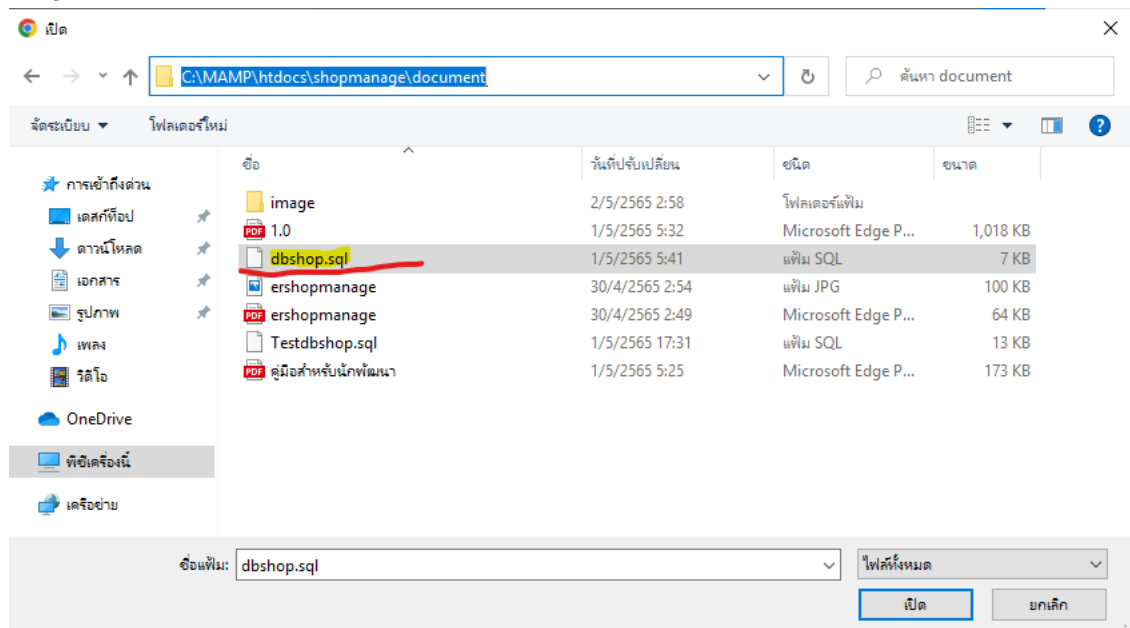 เปิด
C:\MAMP\htdocs\shopmanage\document
ค้นหา document
จัดระเบียบ โฟลเดอร์ใหม่
ชื่อ วันที่ปรับเปลี่ยน ชนิด ขนาด
การเข้าถึงด่วน
เดสก์ท็อป
ดาวน์โหลด
เอกสาร
รูปภาพ
เพลง
วิดีโอ
OneDrive
พีซีเครื่องนี้
เครือข่าย
image 2/5/2565 2:58 โฟลเดอร์แฟ้ม
PDF 1.0 1/5/2565 5:32 Microsoft Edge P... 1,018 KB
dbshop.sql 1/5/2565 5:41 แฟ้ม SQL 7 KB
ershopmanage 30/4/2565 2:54 แฟ้ม JPG 100 KB
PDF ershopmanage 30/4/2565 2:49 Microsoft Edge P... 64 KB
Testdbshop.sql 1/5/2565 17:31 แฟ้ม SQL 13 KB
PDF คู่มือสำหรับนักพัฒนา 1/5/2565 5:25 Microsoft Edge P... 173 KB
ชื่อแฟ้ม: dbshop.sql ไฟล์ทั้งหมด
เปิด ยกเลิก